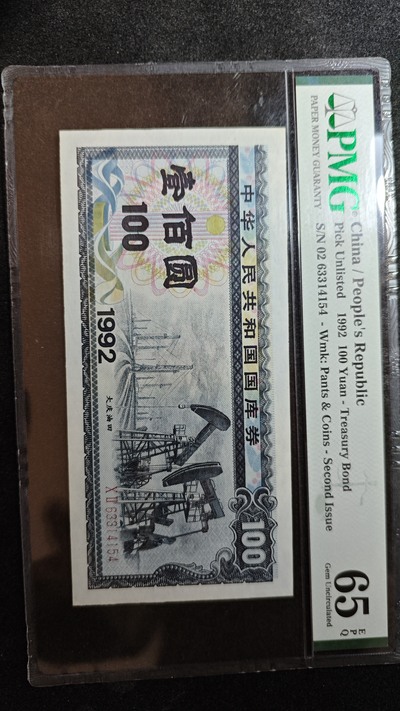 PMG
PAPER MONEY GUARANTY
China / People's Republic
Pick Unlisted 1992 100 Yuan - Treasury Bond
S/N 02 63314154 - Wmk: Pants & Coins - Second Issue
65 EPQ
Gem Uncirculated
中华人民共和国国库券
壹佰圆
100
1992
大庆油田
XII63314154
100